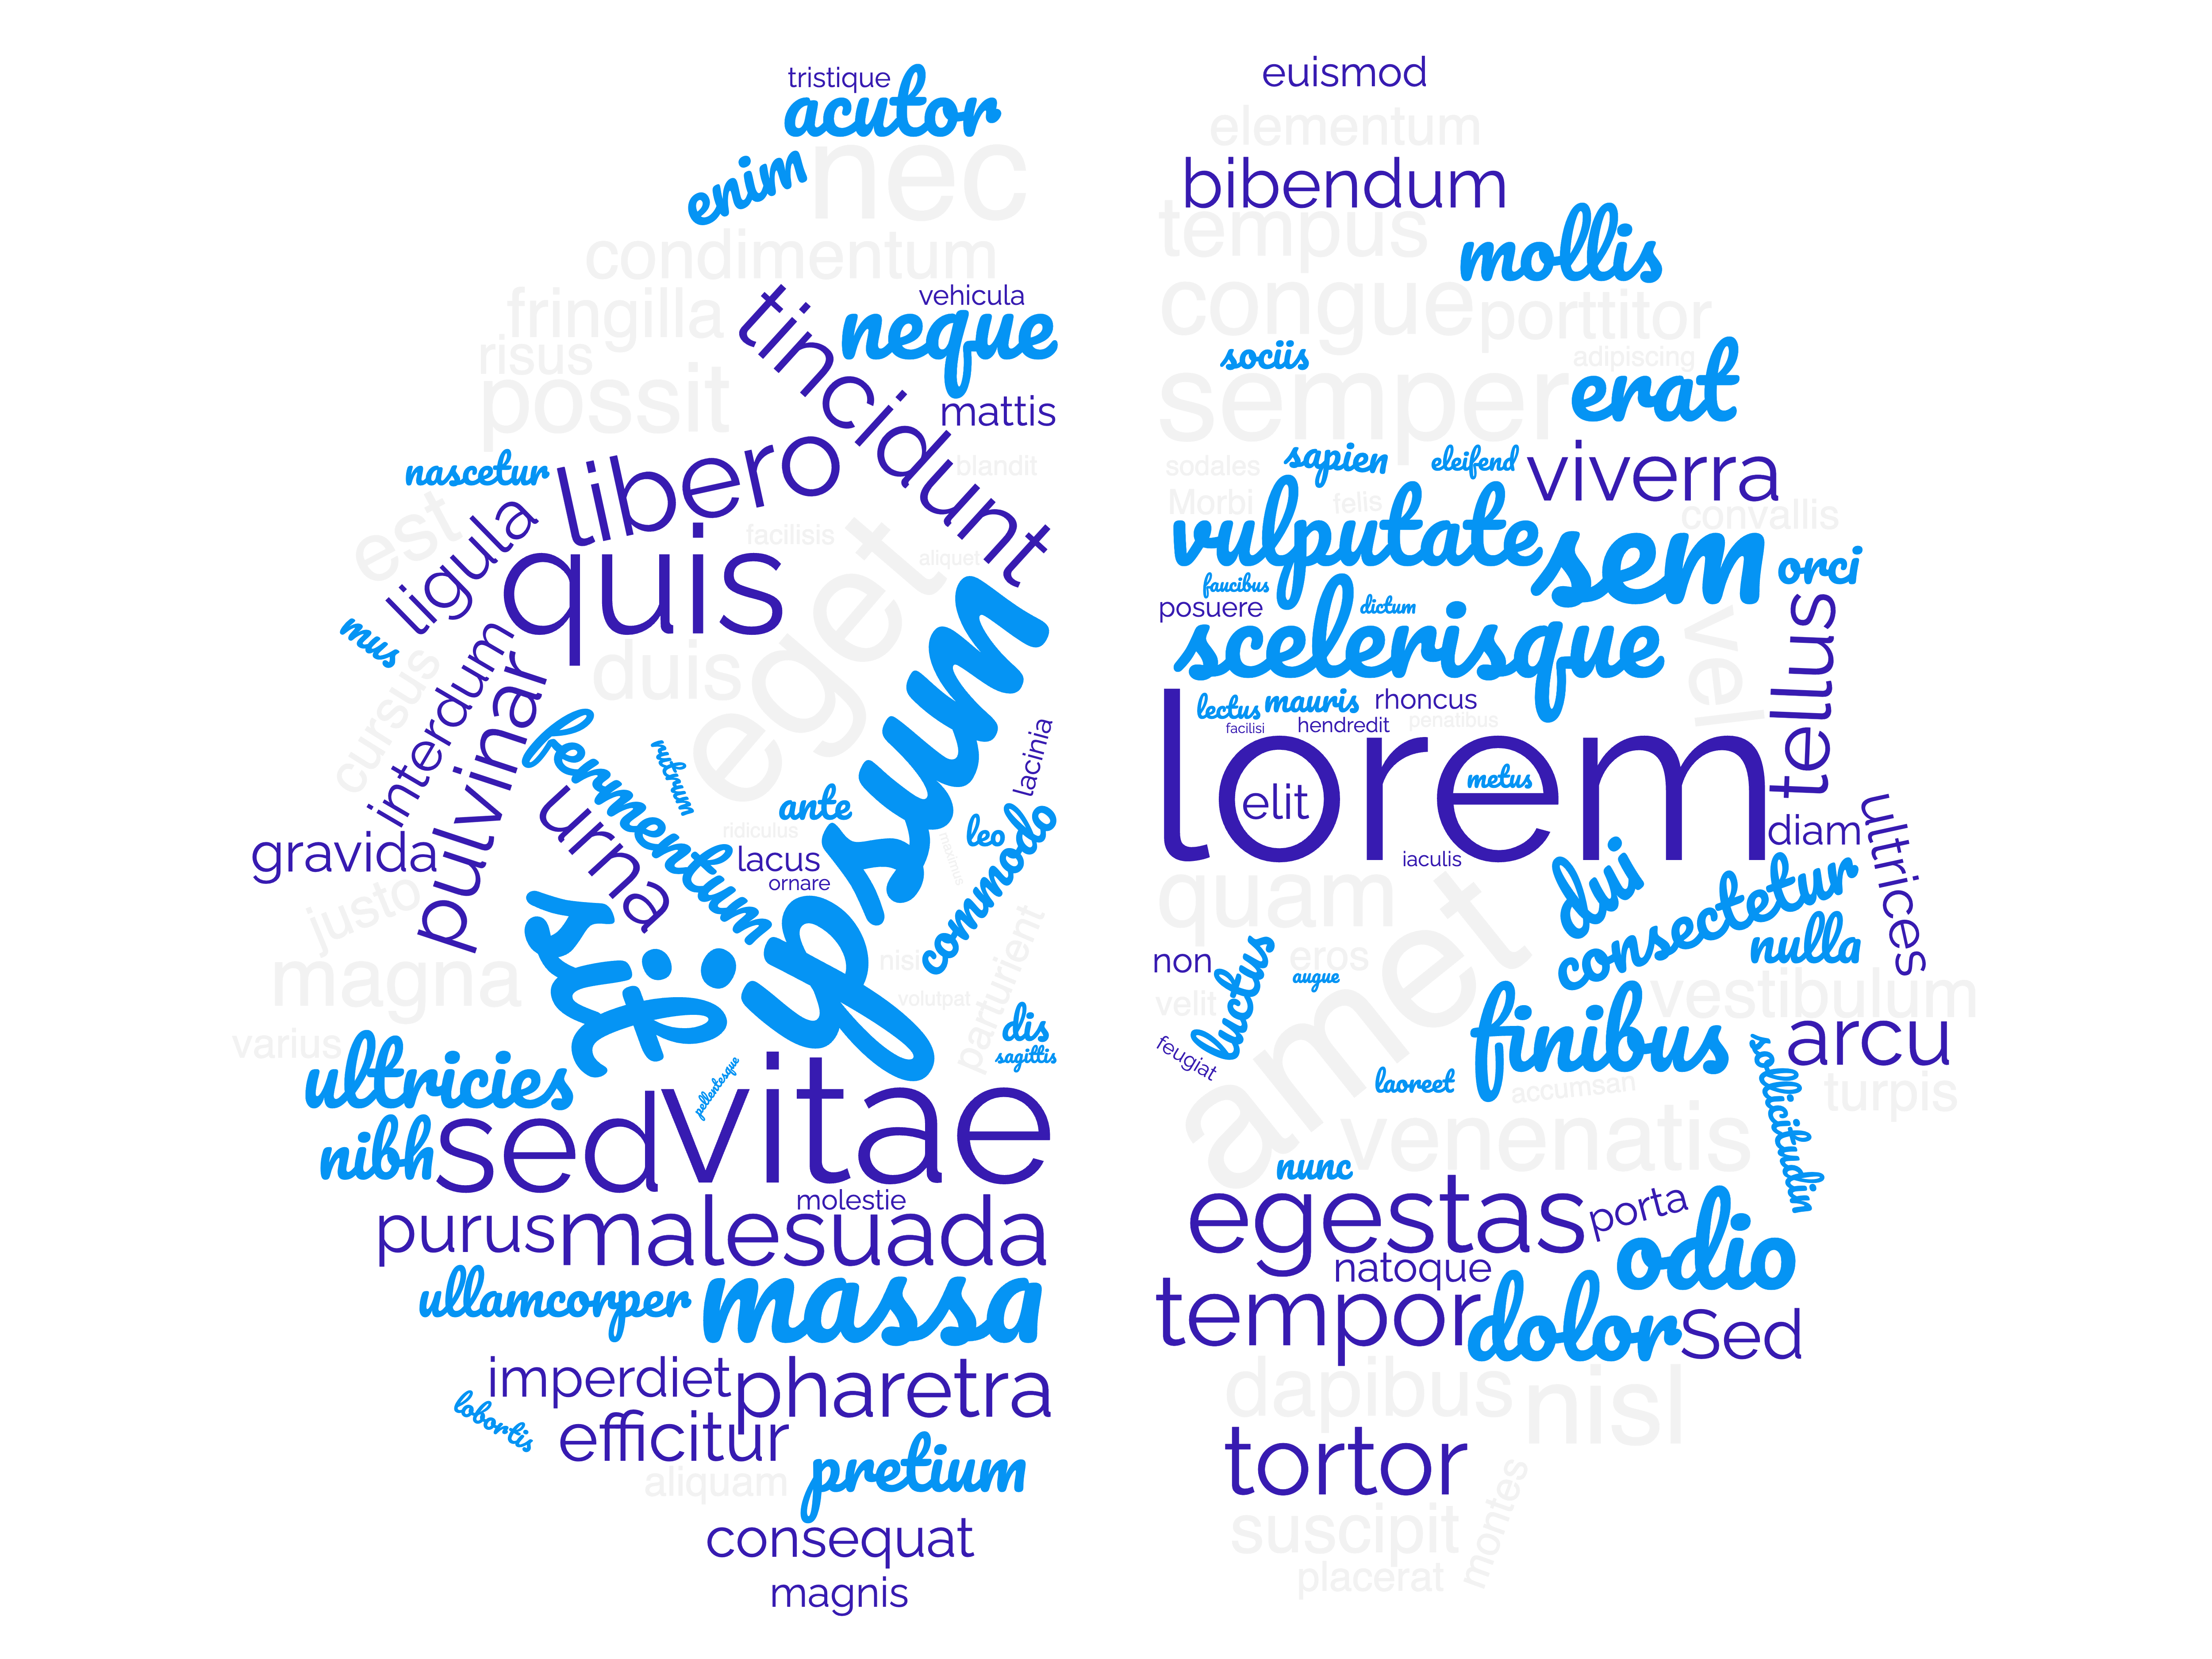 tristique
acutor
enim
nec
condimentum
fringilla
vehicula
tincidunt
neque
risus
possit
mattis
nascetur
libero
blandit
est
ligula
quis
facilisis
aliquet
eget
mus
cursus
interdum
pulvinar
duis
ipsum
fermentum
rutrum
lacinia
urna
ante
leo
commodo
ridiculus
maximus
gravida
lacus
ornare
justo
sit
magna
nisi
volutpat
parturient
varius
dis
sagittis
ultricies
pellentesque
nibh
sed
vitae
molestie
purus
malesuada
ullamcorper
massa
imperdiet
pharetra
lobortis
efficitur
aliquam
pretium
consequat
magnis
euismod
elementum
bibendum
tempus
mollis
congue
porttitor
sociis
adipiscing
semper
erat
sodales
sapien
eleifend
viverra
Morbi
felis
convallis
vulputate
sem
orci
faucibus
posuere
dictum
scelerisque
vel
tellus
lectus
mauris
rhoncus
facilisi
hendredit
penatibus
lorem
elit
metus
diam
ultrices
iaculis
quam
dui
consectetur
nulla
amet
non
luctus
eros
augue
velit
vestibulum
feugiat
finibus
arcu
sollicitudin
laoreet
accumsan
turpis
venenatis
nunc
egestas
porta
odio
natoque
tempor
dolor
Sed
dapibus
nisl
tortor
suscipit
montes
placerat